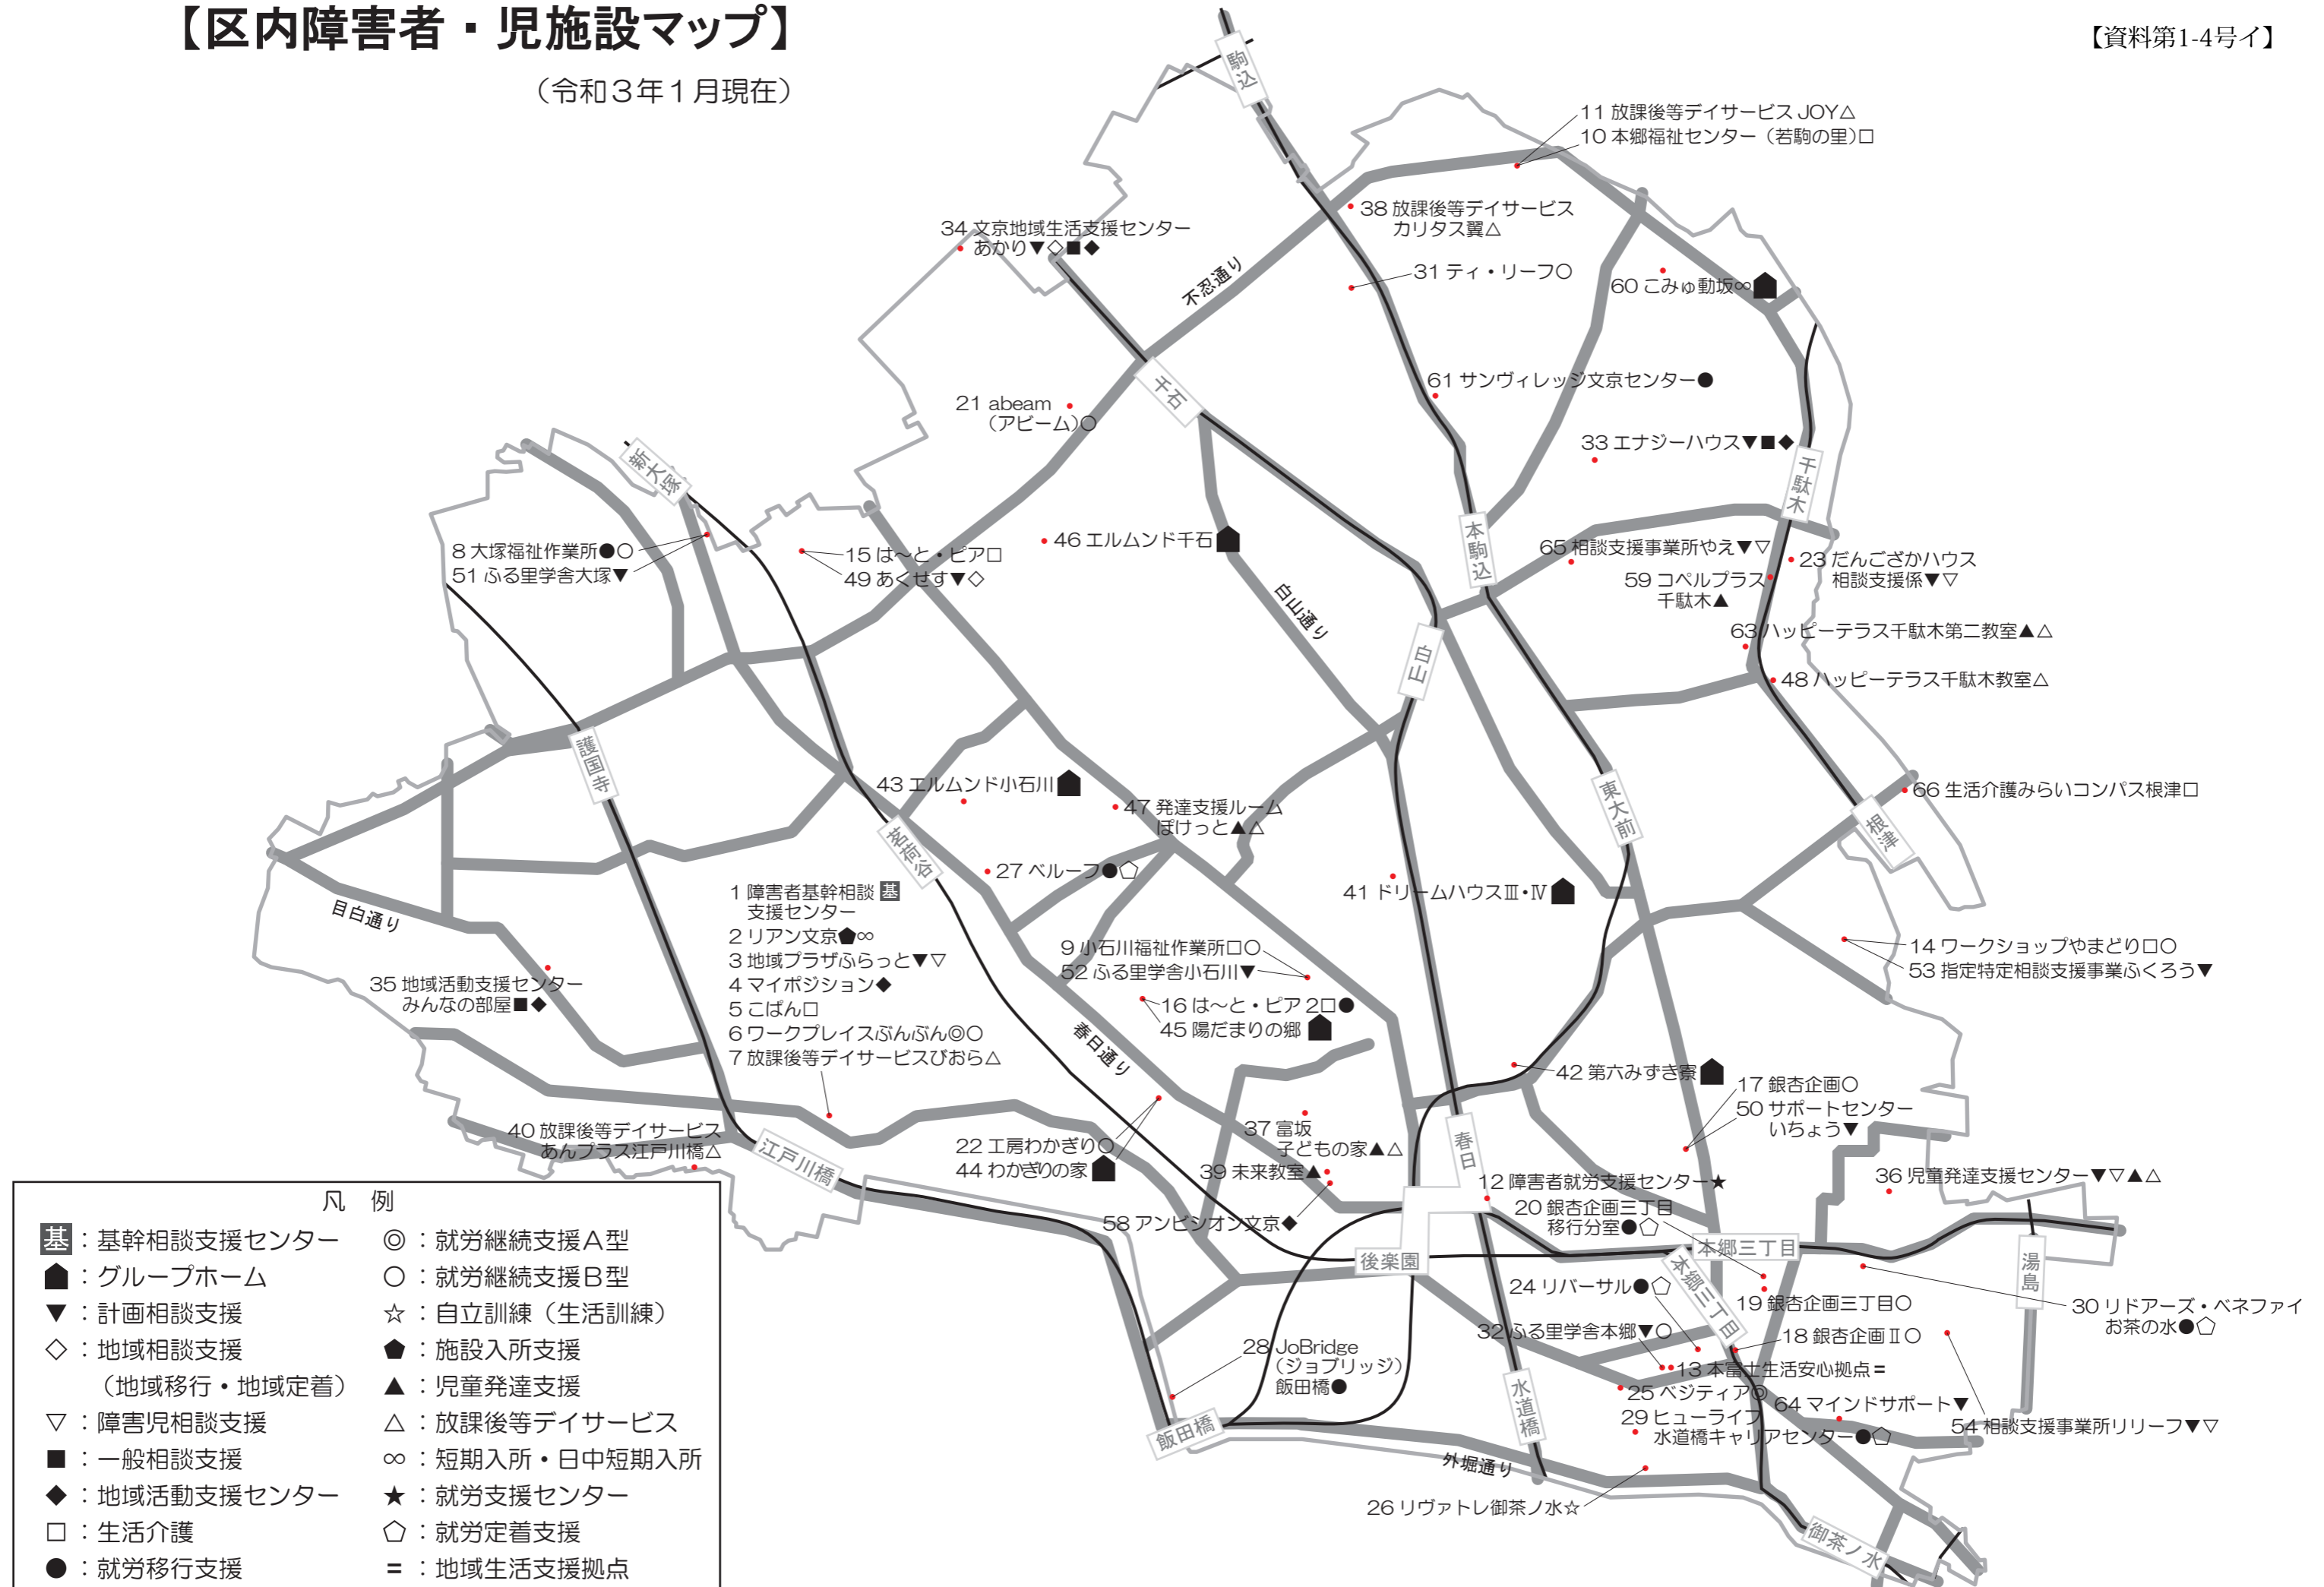 【区内障害者・児施設マップ】
（令和３年１月現在）
【資料第1-4号イ】
駒込
11 放課後等デイサービス JOY△
10 本郷福祉センター（若駒の里）□
38 放課後等デイサービス
カリタス翼△
34 文京地域生活支援センター
あかり▼◇■◆
不忍通り
31 ティ・リーフ○
60 こみゅ動坂∞
千石
21 abeam
（アビーム）○
61 サンヴィレッジ文京センター●
33 エナジーハウス▼■◆
千駄木
新大塚
8 大塚福祉作業所●○
51 ふる里学舎大塚▼
15 は～と・ピア□
49 あくせす▼◇
46 エルムンド千石
本駒込
65 相談支援事業所やえ▼▽
23 だんござかハウス
相談支援係▼▽
59 コペルプラス
千駄木▲
白山通り
白山
63 ハッピーテラス千駄木第二教室▲△
48 ハッピーテラス千駄木教室△
護国寺
43 エルムンド小石川
47 発達支援ルーム
ぽけっと▲△
東大前
66 生活介護みらいコンパス根津□
根津
茗荷谷
27 ベルーフ●⬠
41 ドリームハウスⅢ・Ⅳ
目白通り
1 障害者基幹相談 基
支援センター
2 リアン文京⬟∞
3 地域プラザふらっと▼▽
4 マイポジション◆
5 こぱん□
6 ワークプレイスぶんぶん◎○
7 放課後等デイサービスぴおら△
9 小石川福祉作業所□○
52 ふる里学舎小石川▼
14 ワークショップやまどり□○
53 指定特定相談支援事業ふくろう▼
35 地域活動支援センター
みんなの部屋■◆
16 は～と・ピア 2□●
45 陽だまりの郷
春日通り
42 第六みずき寮
17 銀杏企画○
50 サポートセンター
いちょう▼
40 放課後等デイサービス
あんプラス江戸川橋△
江戸川橋
22 工房わかぎり○
44 わかぎりの家
37 富坂
子どもの家▲△
39 未来教室▲
58 アンビシオン文京◆
春日
12 障害者就労支援センター★
20 銀杏企画三丁目
移行分室●⬠
36 児童発達支援センター▼▽▲△
後楽園
本郷三丁目
本郷三丁目
湯島
24 リバーサル●⬠
19 銀杏企画三丁目○
30 リドアーズ・ベネファイ
お茶の水●⬠
32 ふる里学舎本郷▼○
18 銀杏企画Ⅱ○
28 JoBridge
（ジョブリッジ）
飯田橋●
13 本富士生活安心拠点=
25 ベジティア◎
64 マインドサポート▼
29 ヒューライフ
水道橋キャリアセンター●⬠
54 相談支援事業所リリーフ▼▽
水道橋
飯田橋
外堀通り
26 リヴァトレ御茶ノ水☆
御茶ノ水
凡 例
基：基幹相談支援センター
：グループホーム
▼：計画相談支援
◇：地域相談支援
（地域移行・地域定着）
▽：障害児相談支援
■：一般相談支援
◆：地域活動支援センター
□：生活介護
●：就労移行支援
◎：就労継続支援Ａ型
○：就労継続支援Ｂ型
☆：自立訓練（生活訓練）
⬟：施設入所支援
▲：児童発達支援
△：放課後等デイサービス
∞：短期入所・日中短期入所
★：就労支援センター
⬠：就労定着支援
=：地域生活支援拠点